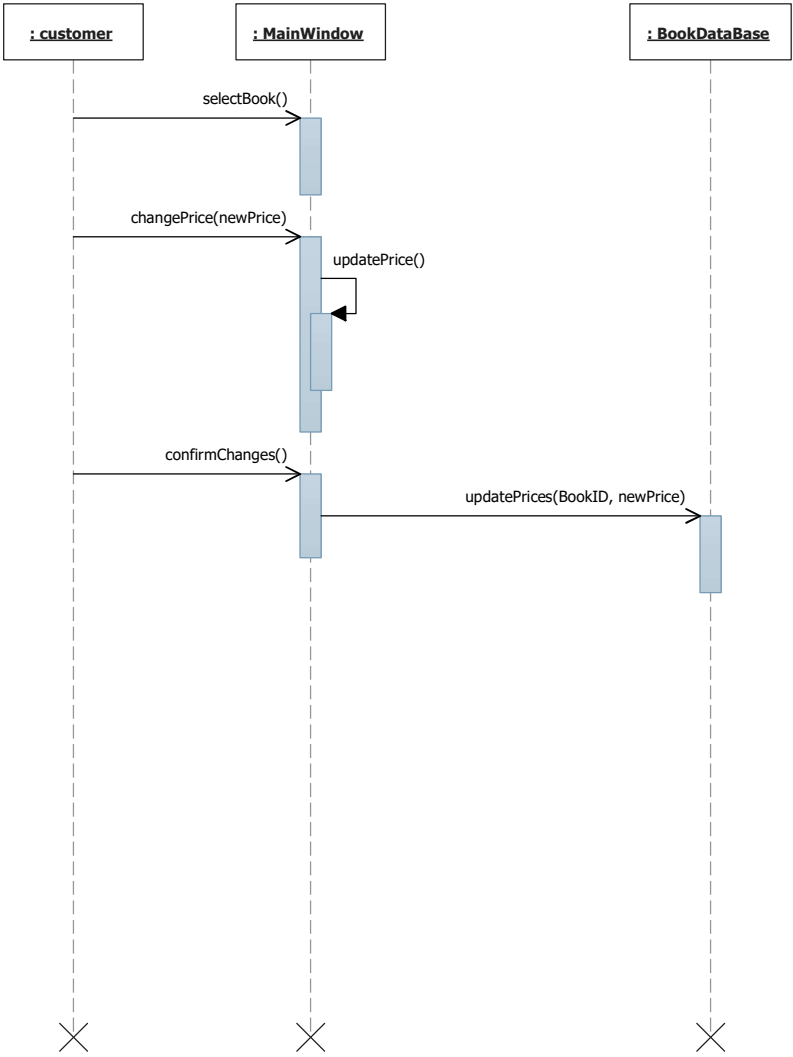 : customer
: MainWindow
: BookDataBase
selectBook()
changePrice(newPrice)
updatePrice()
confirmChanges()
updatePrices(BookID, newPrice)